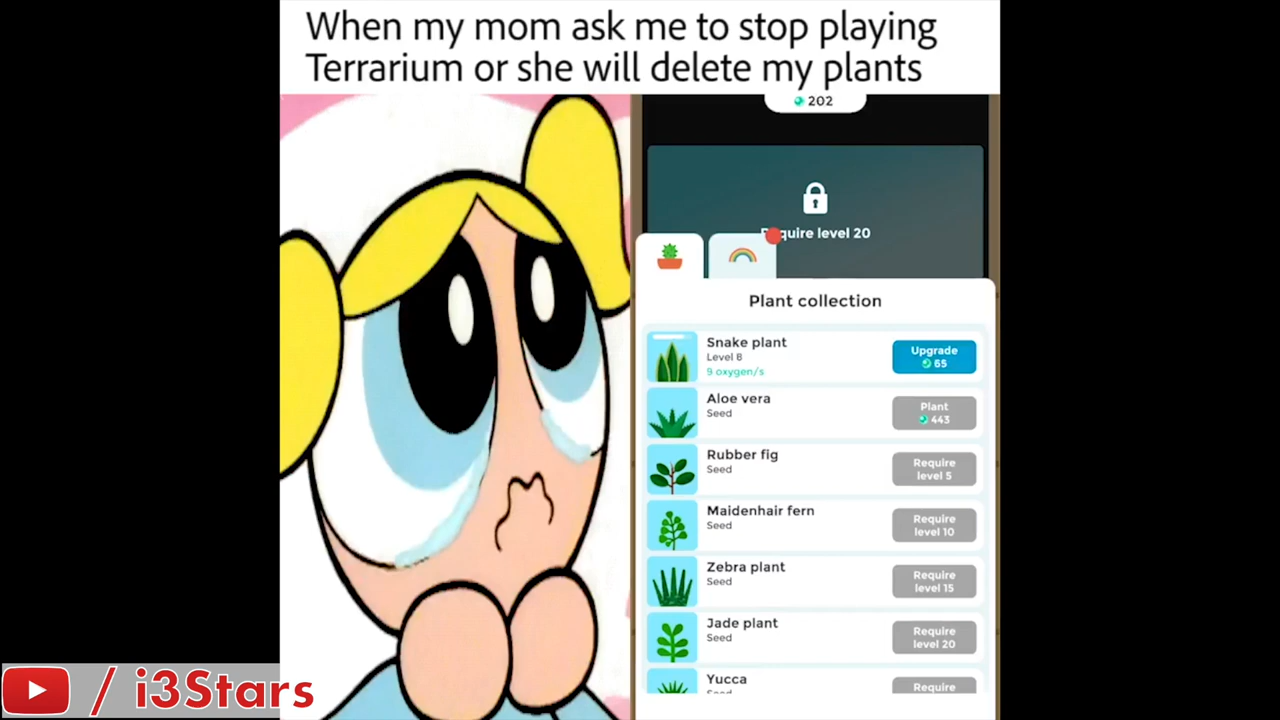 When my mom ask me to stop playing
Terrarium or she will delete my plants
202
Require level 20
Plant collection
Snake plant
Level 8
9 oxygen/s
Upgrade
65
Aloe vera
Seed
Plant
443
Rubber fig
Seed
Require
level 5
Maidenhair fern
Seed
Require
level 10
Zebra plant
Seed
Require
level 15
Jade plant
Seed
Require
level 20
Yucca
Seed
Require
/ i3Stars